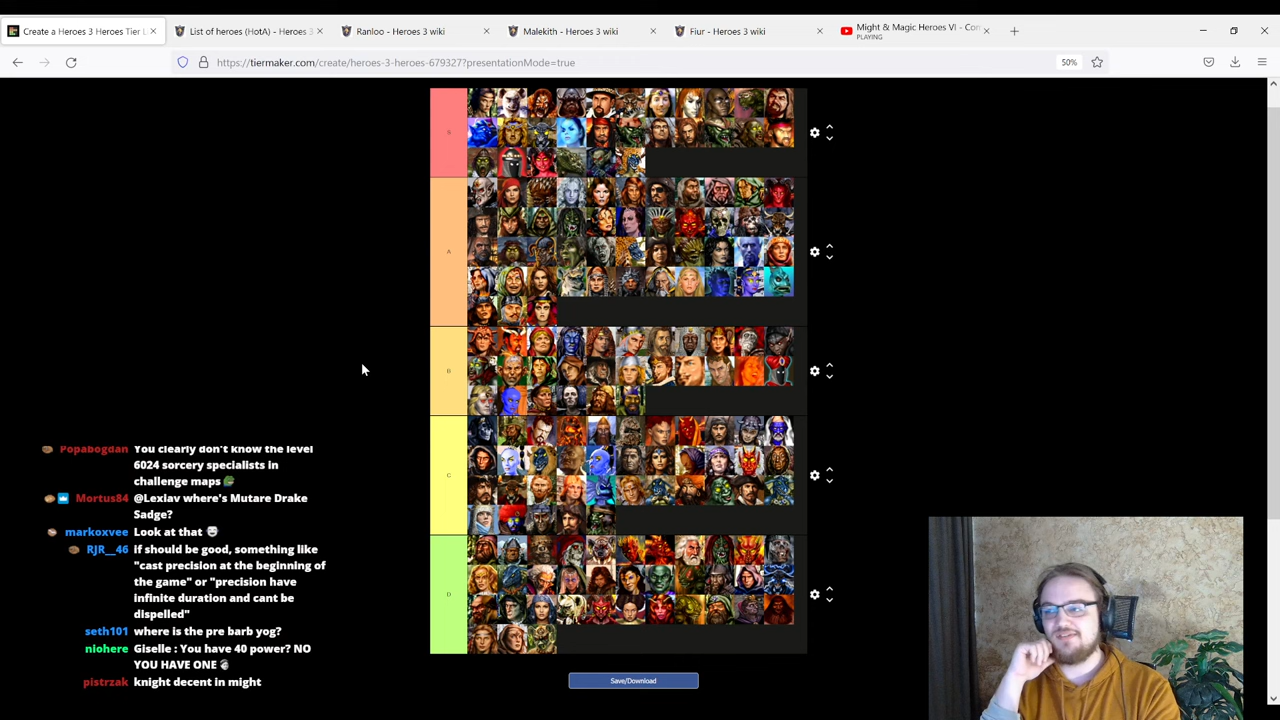 Create a Heroes 3 Heroes Tier L
List of heroes (HotA) - Heroes 3
Ranloo - Heroes 3 wiki
Malekith - Heroes 3 wiki
Fiur - Heroes 3 wiki
Might & Magic Heroes VI - Con
PLAYING
https://tiermaker.com/create/heroes-3-heroes-679327?presentationMode=true
50%
S
A
B
C
D
Save/Download
Popabogdan You clearly don't know the level
6024 sorcery specialists in
challenge maps
Mortus84 @Lexiav where's Mutare Drake
Sadge?
markoxvee Look at that
RJR__46 if should be good, something like
"cast precision at the beginning
of the game" or "precision have
infinite duration and cant be
dispelled"
seth101 where is the pre barb yog?
niohere Giselle : You have 40 power? NO
YOU HAVE ONE
pistrzak knight decent in might